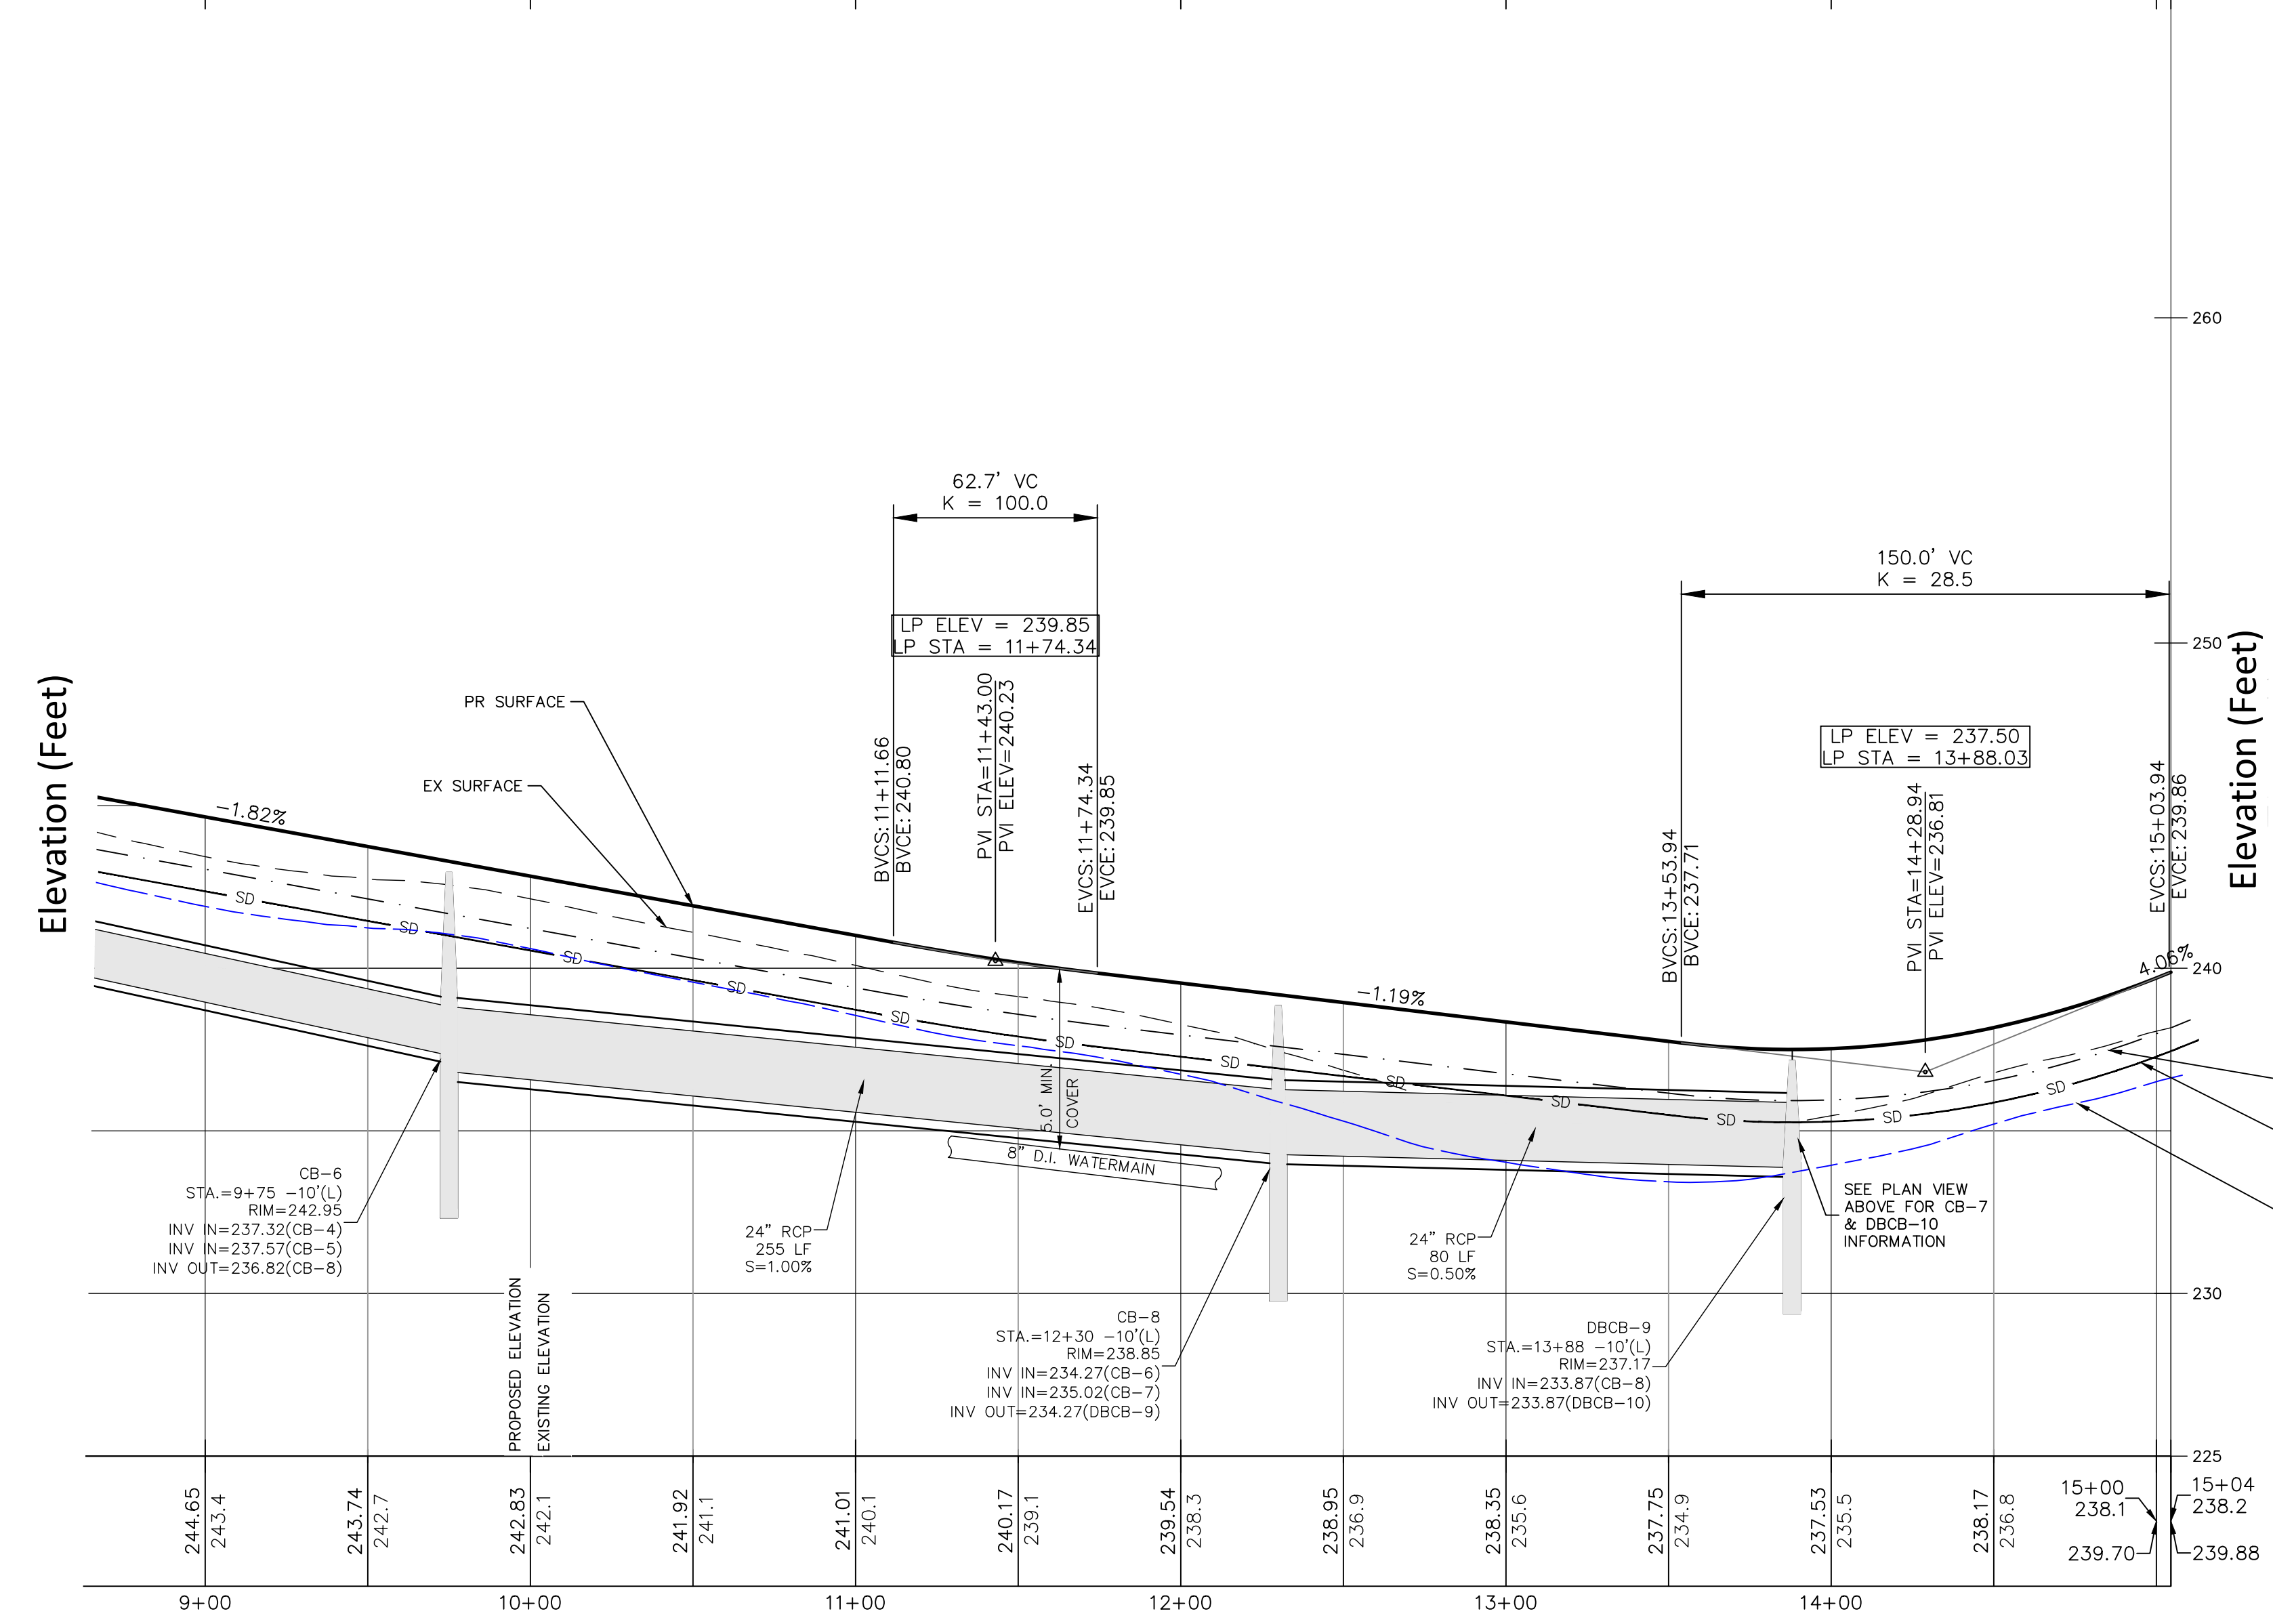 260
62.7' VC
K = 100.0
150.0' VC
K = 28.5
LP ELEV = 239.85
LP STA = 11+74.34
250
Elevation (Feet)
Elevation (Feet)
PR SURFACE
EX SURFACE
BVCS: 11+11.66
BVCE: 240.80
PVI STA=11+43.00
PVI ELEV=240.23
EVCS: 11+74.34
EVCE: 239.85
LP ELEV = 237.50
LP STA = 13+88.03
BVCS: 13+53.94
BVCE: 237.71
PVI STA=14+28.94
PVI ELEV=236.81
EVCS: 15+03.94
EVCE: 239.86
-1.82%
-1.19%
4.06%
240
SD
SD
SD
SD
SD
SD
SD
SD
SD
SD
SD
SD
5.0' MIN.
COVER
8" D.I. WATERMAIN
CB-6
STA.=9+75 -10'(L)
RIM=242.95
INV IN=237.32(CB-4)
INV IN=237.57(CB-5)
INV OUT=236.82(CB-8)
24" RCP
255 LF
S=1.00%
24" RCP
80 LF
S=0.50%
SEE PLAN VIEW
ABOVE FOR CB-7
& DBCB-10
INFORMATION
230
CB-8
STA.=12+30 -10'(L)
RIM=238.85
INV IN=234.27(CB-6)
INV IN=235.02(CB-7)
INV OUT=234.27(DBCB-9)
DBCB-9
STA.=13+88 -10'(L)
RIM=237.17
INV IN=233.87(CB-8)
INV OUT=233.87(DBCB-10)
PROPOSED ELEVATION
EXISTING ELEVATION
225
244.65
243.4
243.74
242.7
242.83
242.1
241.92
241.1
241.01
240.1
240.17
239.1
239.54
238.3
238.95
236.9
238.35
235.6
237.75
234.9
237.53
235.5
238.17
236.8
15+00
238.1
239.70
15+04
238.2
239.88
9+00
10+00
11+00
12+00
13+00
14+00